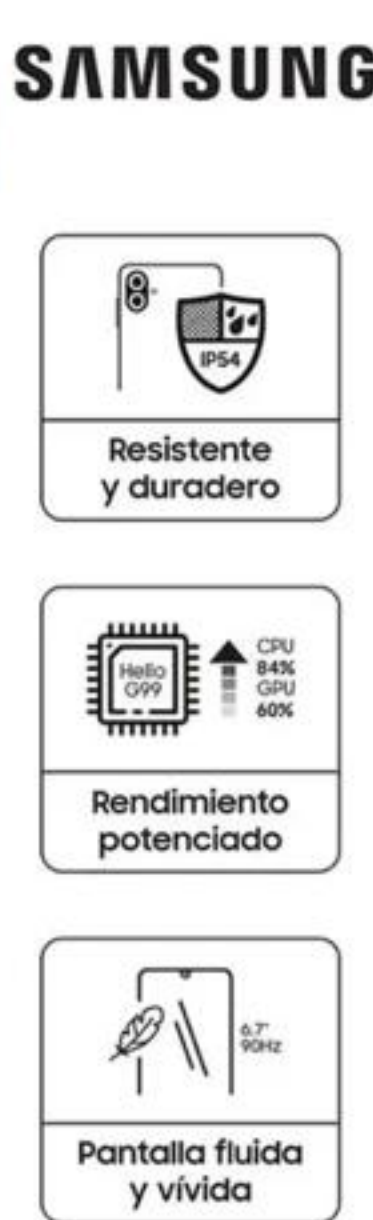 SAMSUNG
IP54
Resistente
y duradero
Hello
G99
CPU
84%
GPU
60%
Rendimiento
potenciado
6.7"
90Hz
Pantalla fluida
y vívida